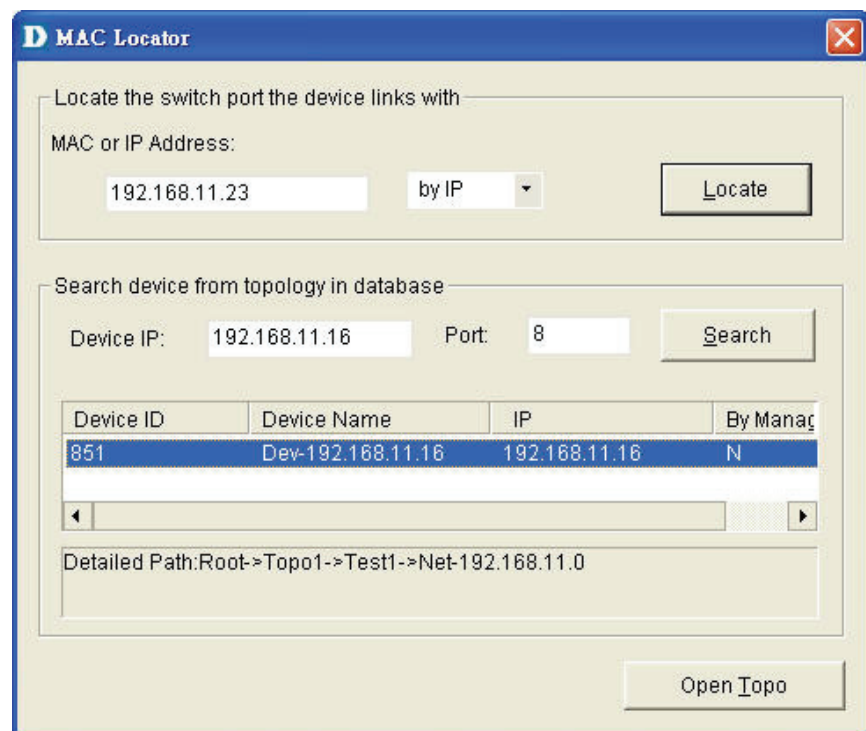 D MAC Locator
Locate the switch port the device links with
MAC or IP Address:
192.168.11.23 by IP Locate
Search device from topology in database
Device IP: 192.168.11.16 Port: 8 Search
Device ID Device Name IP By Manag
851 Dev-192.168.11.16 192.168.11.16 N
Detailed Path:Root->Topo1->Test1->Net-192.168.11.0
Open Topo